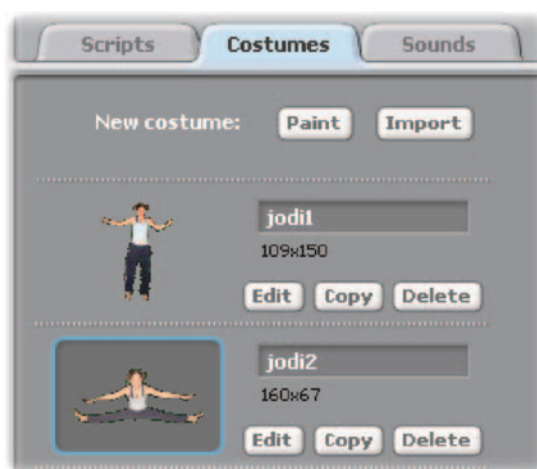 Scripts Costumes Sounds
New costume: Paint Import
jodi1
109x150
Edit Copy Delete
jodi2
160x67
Edit Copy Delete